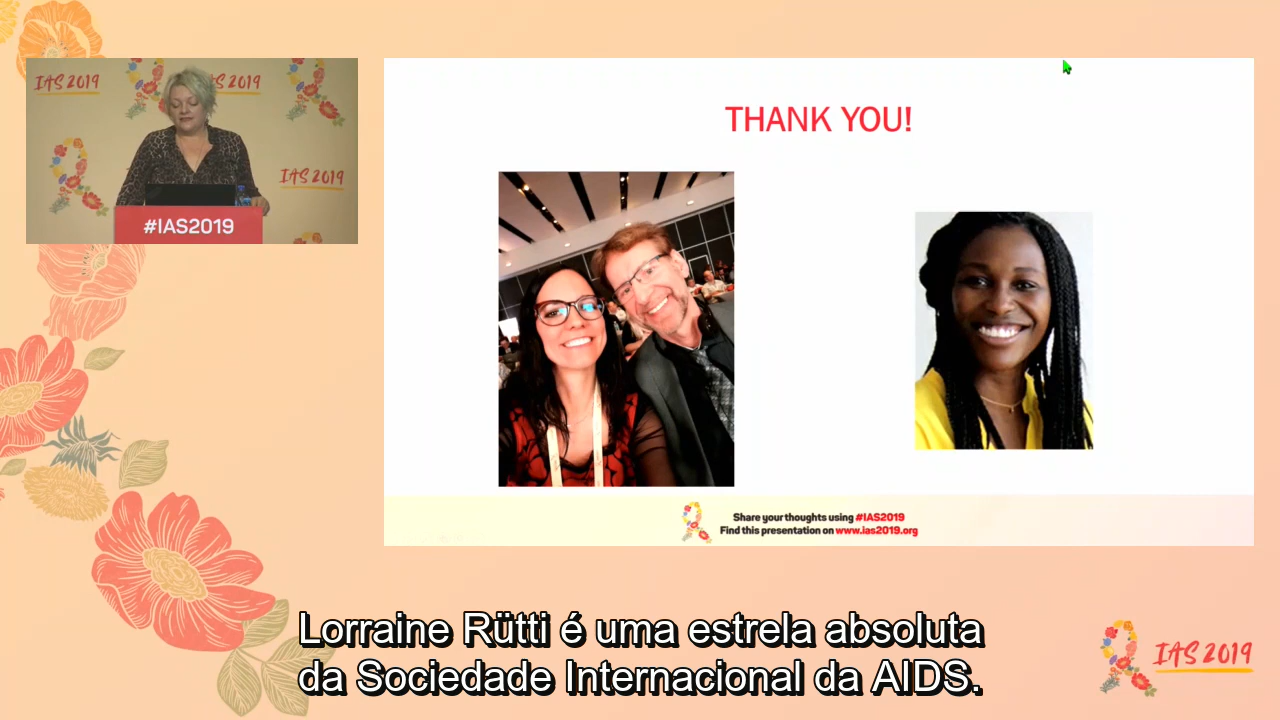 IAS 2019
IAS 2019
IAS 2019
#IAS2019
THANK YOU!
Share your thoughts using #IAS2019
Find this presentation on www.ias2019.org
Lorraine Rütti é uma estrela absoluta
da Sociedade Internacional da AIDS.
IAS 2019